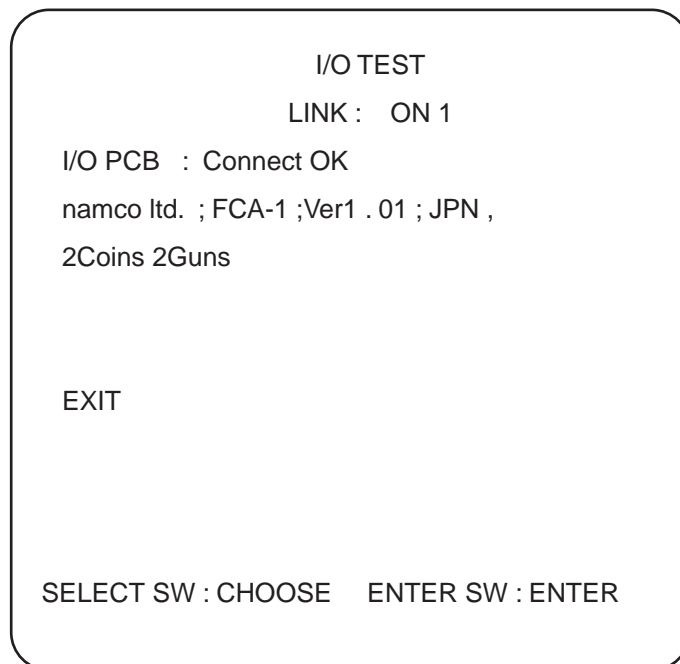 I/O TEST
LINK : ON 1
I/O PCB : Connect OK
namco ltd. ; FCA-1 ;Ver1 . 01 ; JPN ,
2Coins 2Guns
EXIT
SELECT SW : CHOOSE ENTER SW : ENTER